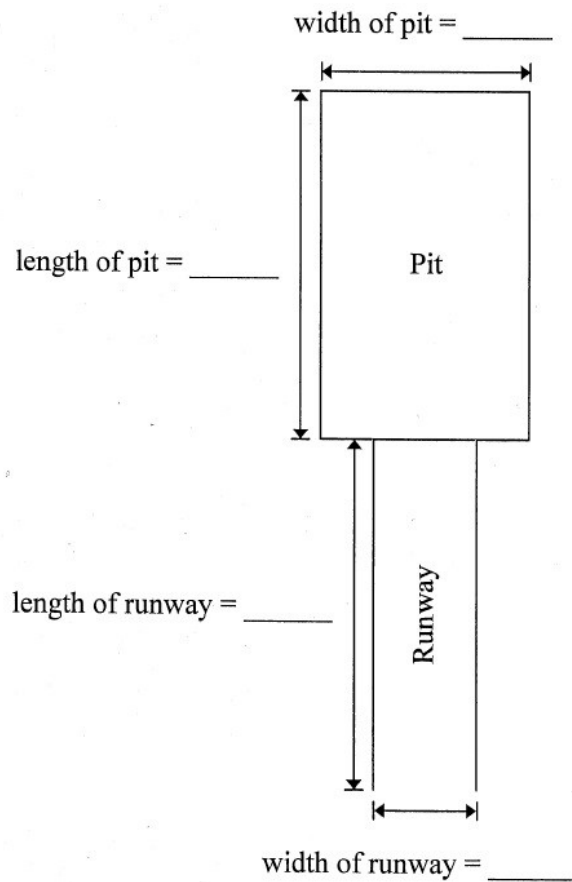 width of pit = ______
length of pit = ______
Pit
length of runway = ______
Runway
width of runway = ______